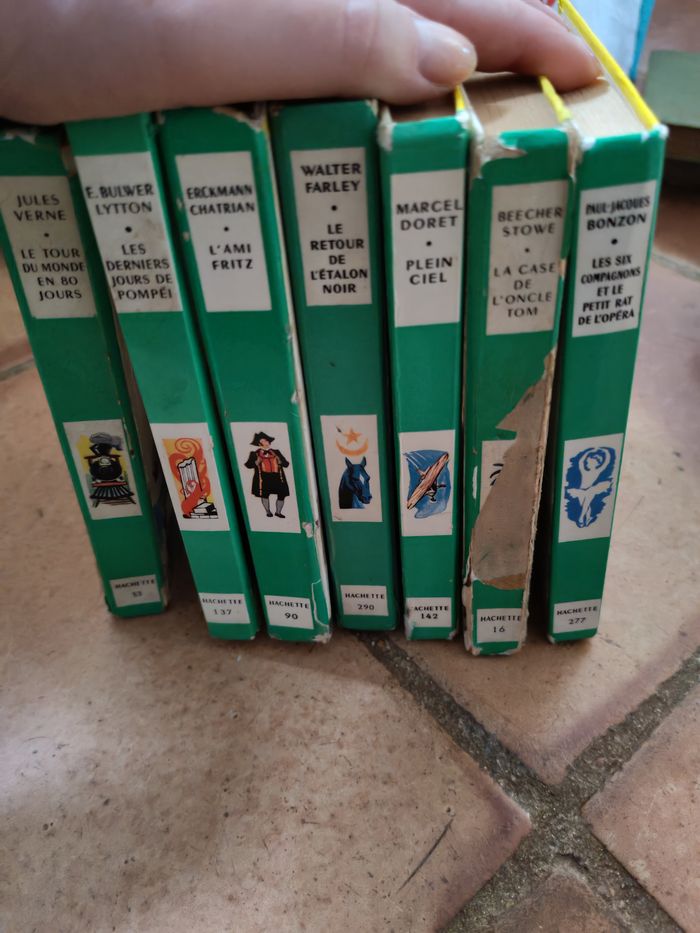 JULES
VERNE
•
LE TOUR
DU MONDE
EN 80
JOURS
HACHETTE
53
E. BULWER
LYTTON
•
LES
DERNIERS
JOURS DE
POMPÉI
HACHETTE
137
ERCKMANN
CHATRIAN
•
L'AMI
FRITZ
HACHETTE
90
WALTER
FARLEY
•
LE
RETOUR
DE
L'ÉTALON
NOIR
HACHETTE
290
MARCEL
DORET
•
PLEIN
CIEL
HACHETTE
142
BEECHER
STOWE
•
LA CASE
DE
L'ONCLE
TOM
HACHETTE
16
PAUL-JACQUES
BONZON
•
LES SIX
COMPAGNONS
ET LE
PETIT RAT
DE L'OPÉRA
HACHETTE
277